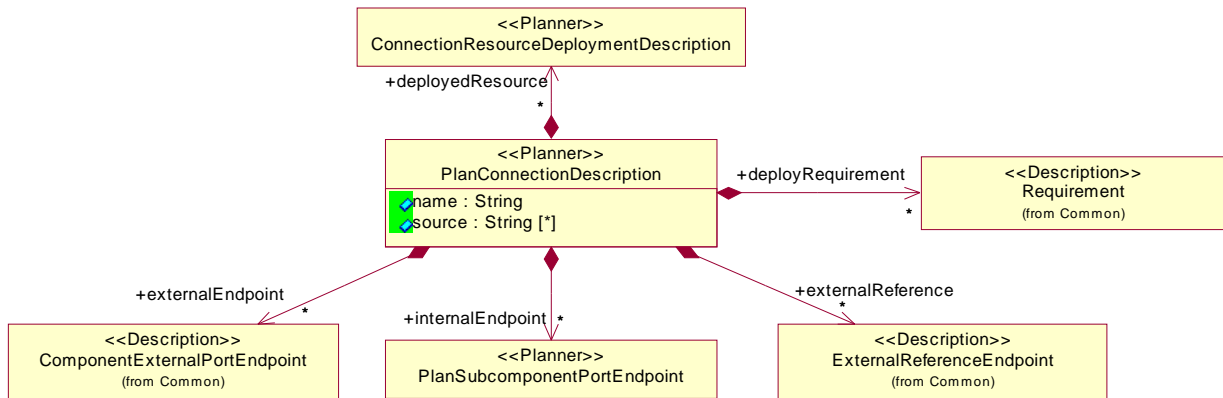 <<Planner>>
ConnectionResourceDeploymentDescription
+deployedResource
*
<<Planner>>
PlanConnectionDescription
name : String
source : String [*]
+deployRequirement
*
<<Description>>
Requirement
(from Common)
+externalEndpoint
*
+internalEndpoint
*
+externalReference
*
<<Description>>
ComponentExternalPortEndpoint
(from Common)
<<Planner>>
PlanSubcomponentPortEndpoint
<<Description>>
ExternalReferenceEndpoint
(from Common)